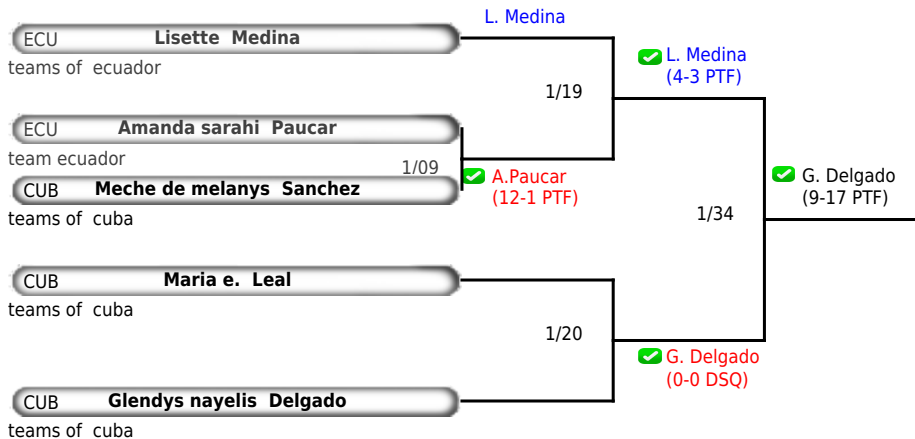 L. Medina
ECU Lisette Medina
teams of ecuador
L. Medina
(4-3 PTF)
1/19
ECU Amanda sarahi Paucar
team ecuador
1/09
A.Paucar
(12-1 PTF)
CUB Meche de melanys Sanchez
teams of cuba
G. Delgado
(9-17 PTF)
1/34
CUB Maria e. Leal
teams of cuba
1/20
G. Delgado
(0-0 DSQ)
CUB Glendys nayelis Delgado
teams of cuba